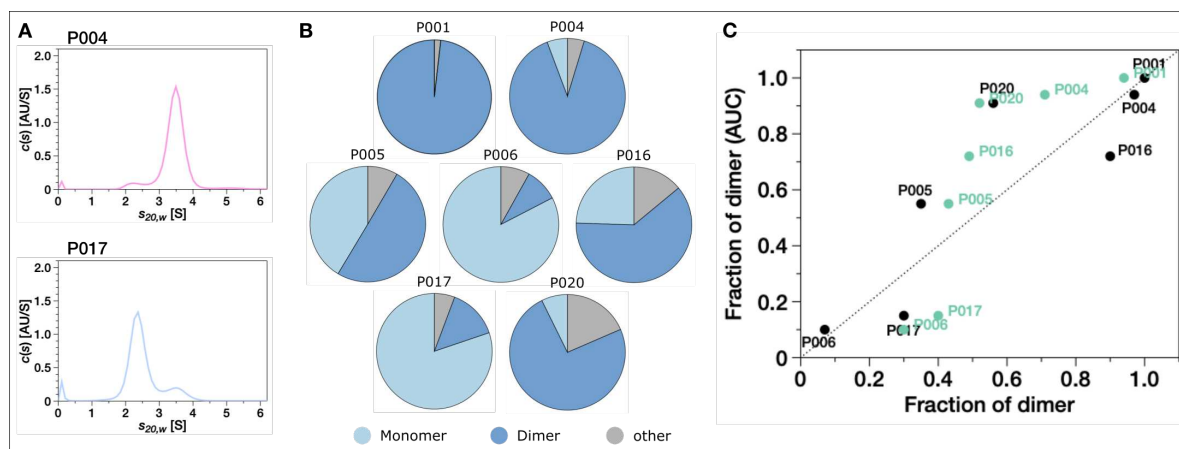 A
P004
2.0
1.5
1.0
0.5
0
c(s) [AU/S]
0 1 2 3 4 5 6
s20,w [S]
P017
2.0
1.5
1.0
0.5
0
c(s) [AU/S]
0 1 2 3 4 5 6
s20,w [S]
B
P001 P004
P005 P006 P016
P017 P020
Monomer Dimer other
C
Fraction of dimer (AUC)
1.0
0.8
0.6
0.4
0.2
0
P001
P001
P004
P004
P020
P020
P016
P016
P005
P005
P017
P006
P017
P006
0 0.2 0.4 0.6 0.8 1.0
Fraction of dimer